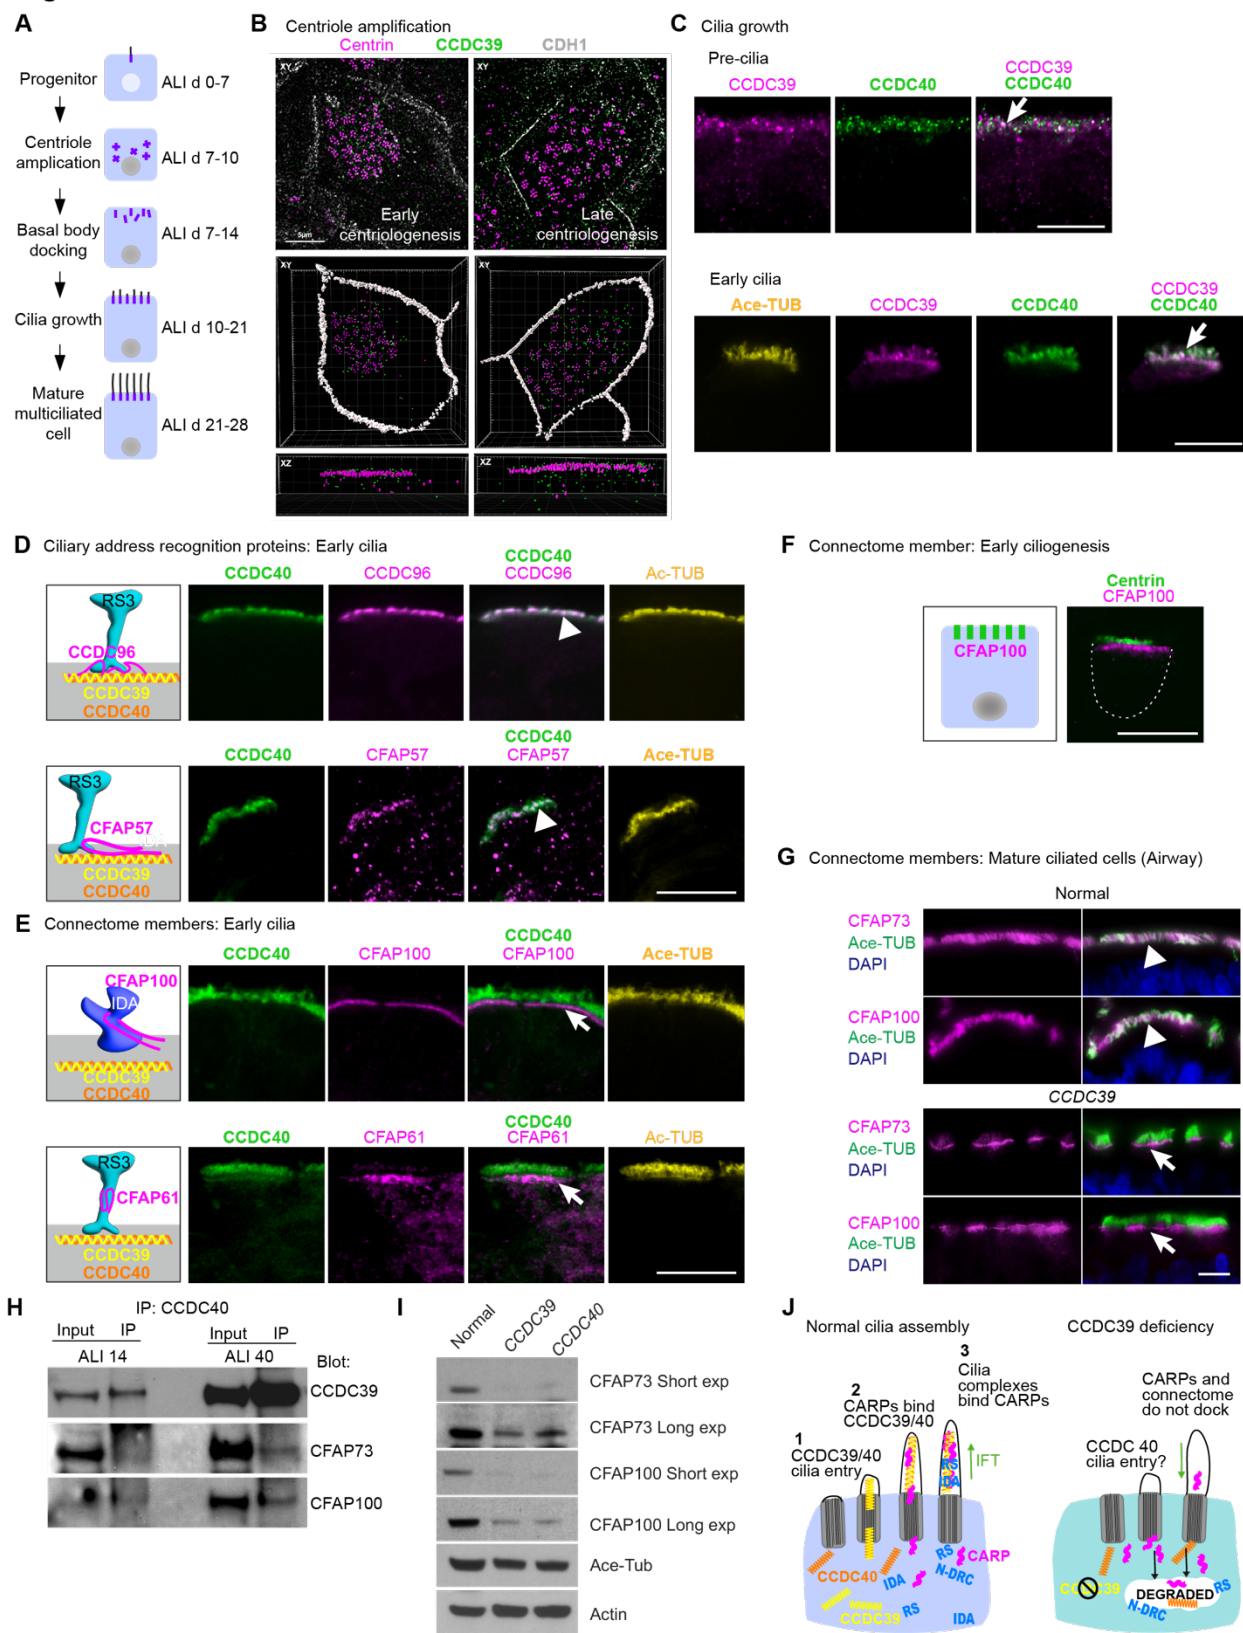 A
Progenitor
ALI d 0-7
Centriole
amplication
ALI d 7-10
Basal body
docking
ALI d 7-14
Cilia growth
ALI d 10-21
Mature
multiciliated
cell
ALI d 21-28
B Centriole amplification
Centrin CCDC39 CDH1
XY
XY
5µm
Early
centriologenesis
Late
centriologenesis
XY
XY
XZ
XZ
C Cilia growth
Pre-cilia
CCDC39
CCDC40
CCDC39
CCDC40
Early cilia
Ace-TUB
CCDC39
CCDC40
CCDC39
CCDC40
D Ciliary address recognition proteins: Early cilia
RS3
CCDC96
CCDC39
CCDC40
CCDC40
CCDC96
CCDC40
CCDC96
Ac-TUB
RS3
CFAP57
IDA
CCDC39
CCDC40
CCDC40
CFAP57
CCDC40
CFAP57
Ace-TUB
E Connectome members: Early cilia
CFAP100
IDA
CCDC39
CCDC40
CCDC40
CFAP100
CCDC40
CFAP100
Ace-TUB
RS3
CFAP61
CCDC39
CCDC40
CCDC40
CFAP61
CCDC40
CFAP61
Ac-TUB
F Connectome member: Early ciliogenesis
CFAP100
Centrin
CFAP100
G Connectome members: Mature ciliated cells (Airway)
Normal
CFAP73
Ace-TUB
DAPI
CFAP100
Ace-TUB
DAPI
CCDC39
CFAP73
Ace-TUB
DAPI
CFAP100
Ace-TUB
DAPI
H
IP: CCDC40
Input IP Input IP
ALI 14 ALI 40 Blot:
CCDC39
CFAP73
CFAP100
I
Normal CCDC39 CCDC40
CFAP73 Short exp
CFAP73 Long exp
CFAP100 Short exp
CFAP100 Long exp
Ace-Tub
Actin
J
Normal cilia assembly
1
CCDC39/40
cilia entry
2
CARPs bind
CCDC39/40
3
Cilia
complexes
bind CARPs
RS
IDA
IFT
CCDC40
CCDC39
IDA
RS
RS
N-DRC
CARP
IDA
CCDC39 deficiency
CARPs and
connectome
do not dock
CCDC 40
cilia entry?
CCDC39
DEGRADED
RS
N-DRC